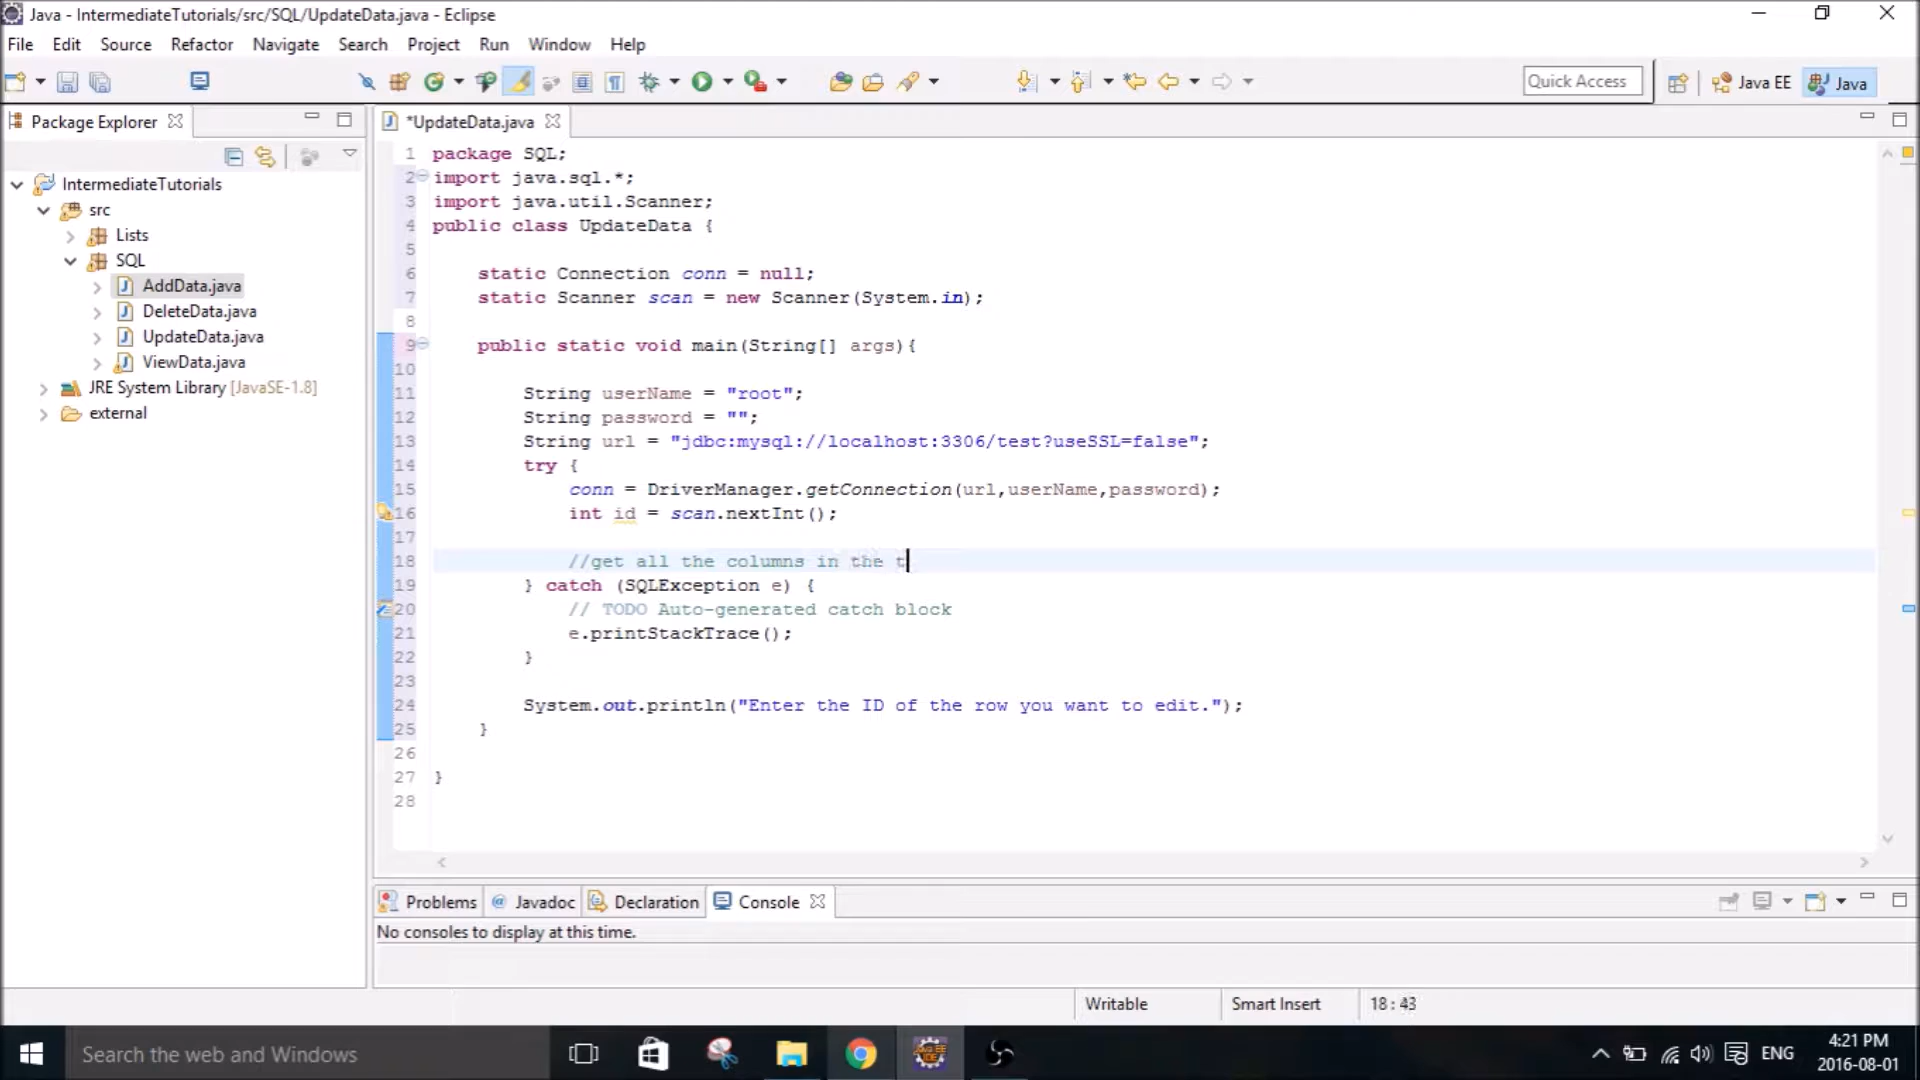 Java - IntermediateTutorials/src/SQL/UpdateData.java - Eclipse
File Edit Source Refactor Navigate Search Project Run Window Help
Quick Access Java EE Java
Package Explorer
*UpdateData.java
IntermediateTutorials
src
Lists
SQL
AddData.java
DeleteData.java
UpdateData.java
ViewData.java
JRE System Library [JavaSE-1.8]
external
1 package SQL;
2 import java.sql.*;
3 import java.util.Scanner;
4 public class UpdateData {
5
6 static Connection conn = null;
7 static Scanner scan = new Scanner(System.in);
8
9 public static void main(String[] args){
10
11 String userName = "root";
12 String password = "";
13 String url = "jdbc:mysql://localhost:3306/test?useSSL=false";
14 try {
15 conn = DriverManager.getConnection(url,userName,password);
16 int id = scan.nextInt();
17
18 //get all the columns in the t
19 } catch (SQLException e) {
20 // TODO Auto-generated catch block
21 e.printStackTrace();
22 }
23
24 System.out.println("Enter the ID of the row you want to edit.");
25 }
26
27 }
28
Problems @ Javadoc Declaration Console
No consoles to display at this time.
Writable Smart Insert 18 : 43
Search the web and Windows
ENG
4:21 PM
2016-08-01